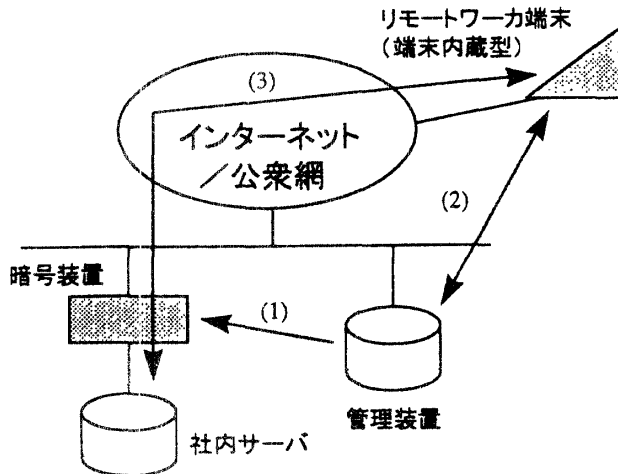 リモートワーカ端末
(端末内蔵型)
(3)
インターネット
/公衆網
(2)
暗号装置
(1)
管理装置
社内サーバ